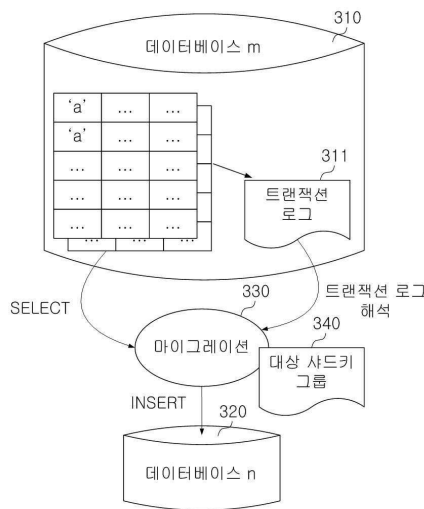 310
데이터베이스 m
'a' ... ...
'a' ... ...
... ... ...
... ... ...
... ... ...
... ...
311
트랜잭션
로그
SELECT
330
트랜잭션 로그
해석
마이그레이션
340
대상 샤드키
그룹
INSERT
320
데이터베이스 n